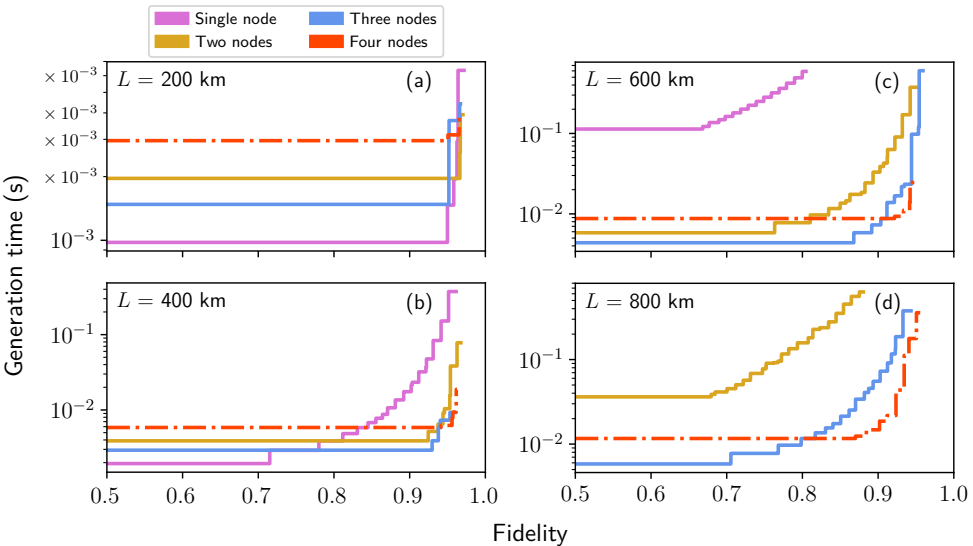 Single node
Two nodes
Three nodes
Four nodes
Generation time (s)
L = 200 km
(a)
× 10⁻³
× 10⁻³
× 10⁻³
× 10⁻³
10⁻³
L = 400 km
(b)
10⁻¹
10⁻²
0.5 0.6 0.7 0.8 0.9 1.0
L = 600 km
(c)
10⁻¹
10⁻²
L = 800 km
(d)
10⁻¹
10⁻²
0.5 0.6 0.7 0.8 0.9 1.0
Fidelity